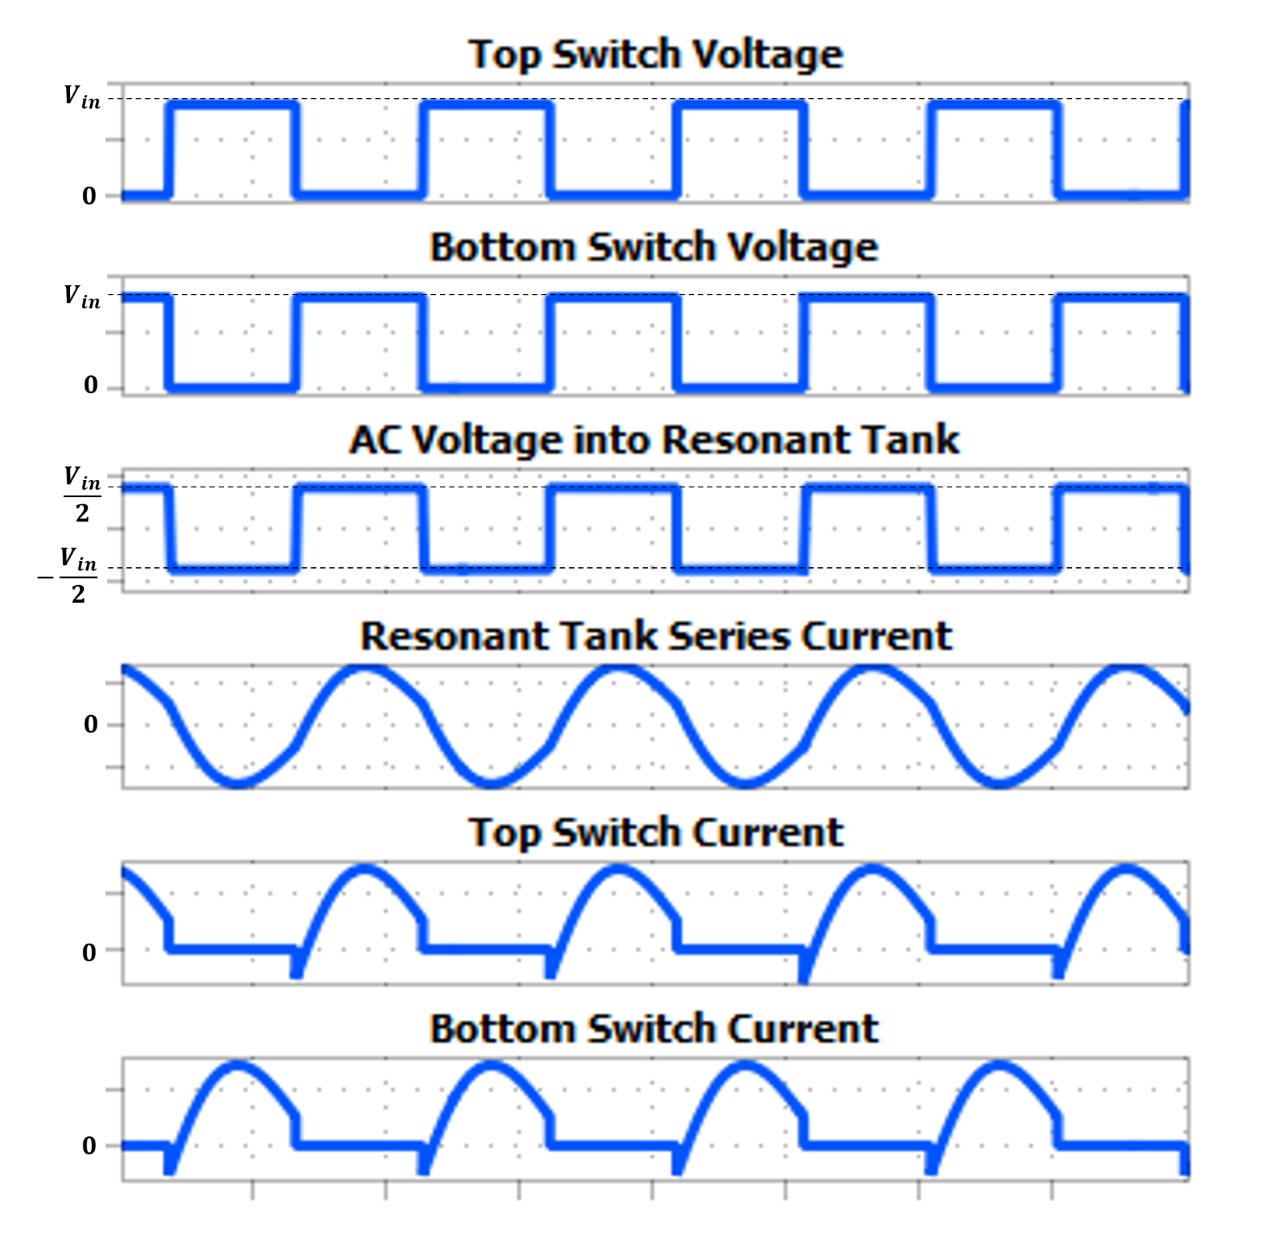 Top Switch Voltage
V_in
0
Bottom Switch Voltage
V_in
0
AC Voltage into Resonant Tank
V_in
2
−V_in
2
Resonant Tank Series Current
0
Top Switch Current
0
Bottom Switch Current
0